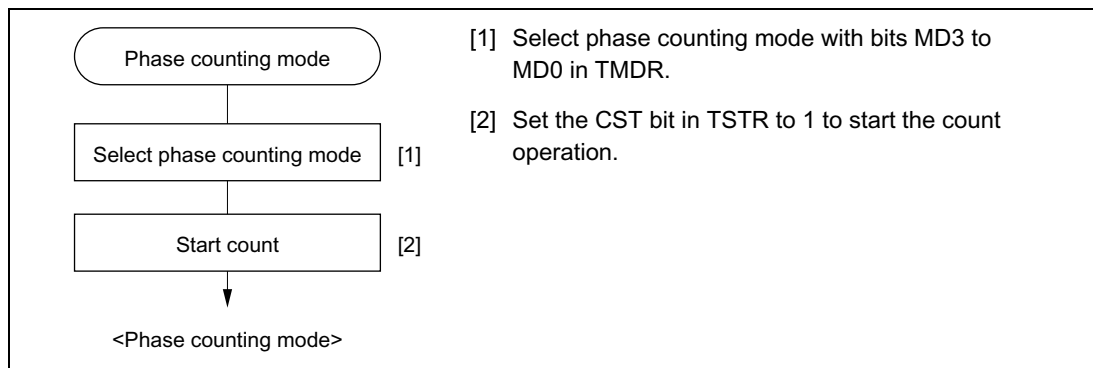 Phase counting mode
Select phase counting mode [1]
Start count [2]
<Phase counting mode>
[1] Select phase counting mode with bits MD3 to
MD0 in TMDR.
[2] Set the CST bit in TSTR to 1 to start the count
operation.